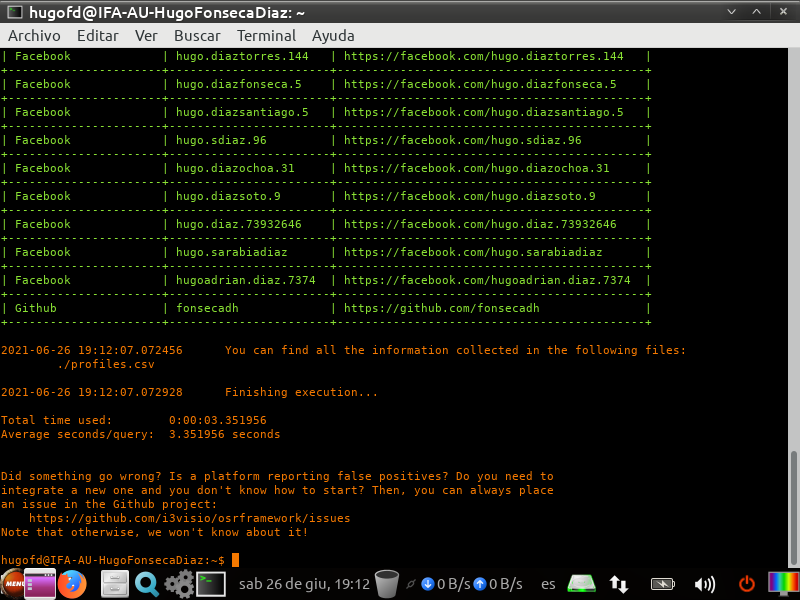 hugofd@IFA-AU-HugoFonsecaDiaz: ~
Archivo Editar Ver Buscar Terminal Ayuda
| Facebook | hugo.diaztorres.144 | https://facebook.com/hugo.diaztorres.144 |
| Facebook | hugo.diazfonseca.5 | https://facebook.com/hugo.diazfonseca.5 |
| Facebook | hugo.diazsantiago.5 | https://facebook.com/hugo.diazsantiago.5 |
| Facebook | hugo.sdiaz.96 | https://facebook.com/hugo.sdiaz.96 |
| Facebook | hugo.diazochoa.31 | https://facebook.com/hugo.diazochoa.31 |
| Facebook | hugo.diazsoto.9 | https://facebook.com/hugo.diazsoto.9 |
| Facebook | hugo.diaz.73932646 | https://facebook.com/hugo.diaz.73932646 |
| Facebook | hugo.sarabiadiaz | https://facebook.com/hugo.sarabiadiaz |
| Facebook | hugoadrian.diaz.7374 | https://facebook.com/hugoadrian.diaz.7374 |
| Github | fonsecadh | https://github.com/fonsecadh |
2021-06-26 19:12:07.072456 You can find all the information collected in the following files:
./profiles.csv
2021-06-26 19:12:07.072928 Finishing execution...
Total time used: 0:00:03.351956
Average seconds/query: 3.351956 seconds
Did something go wrong? Is a platform reporting false positives? Do you need to
integrate a new one and you don't know how to start? Then, you can always place
an issue in the Github project:
https://github.com/i3visio/osrframework/issues
Note that otherwise, we won't know about it!
hugofd@IFA-AU-HugoFonsecaDiaz:~$
MENU sab 26 de giu, 19:12 0 B/s 0 B/s es